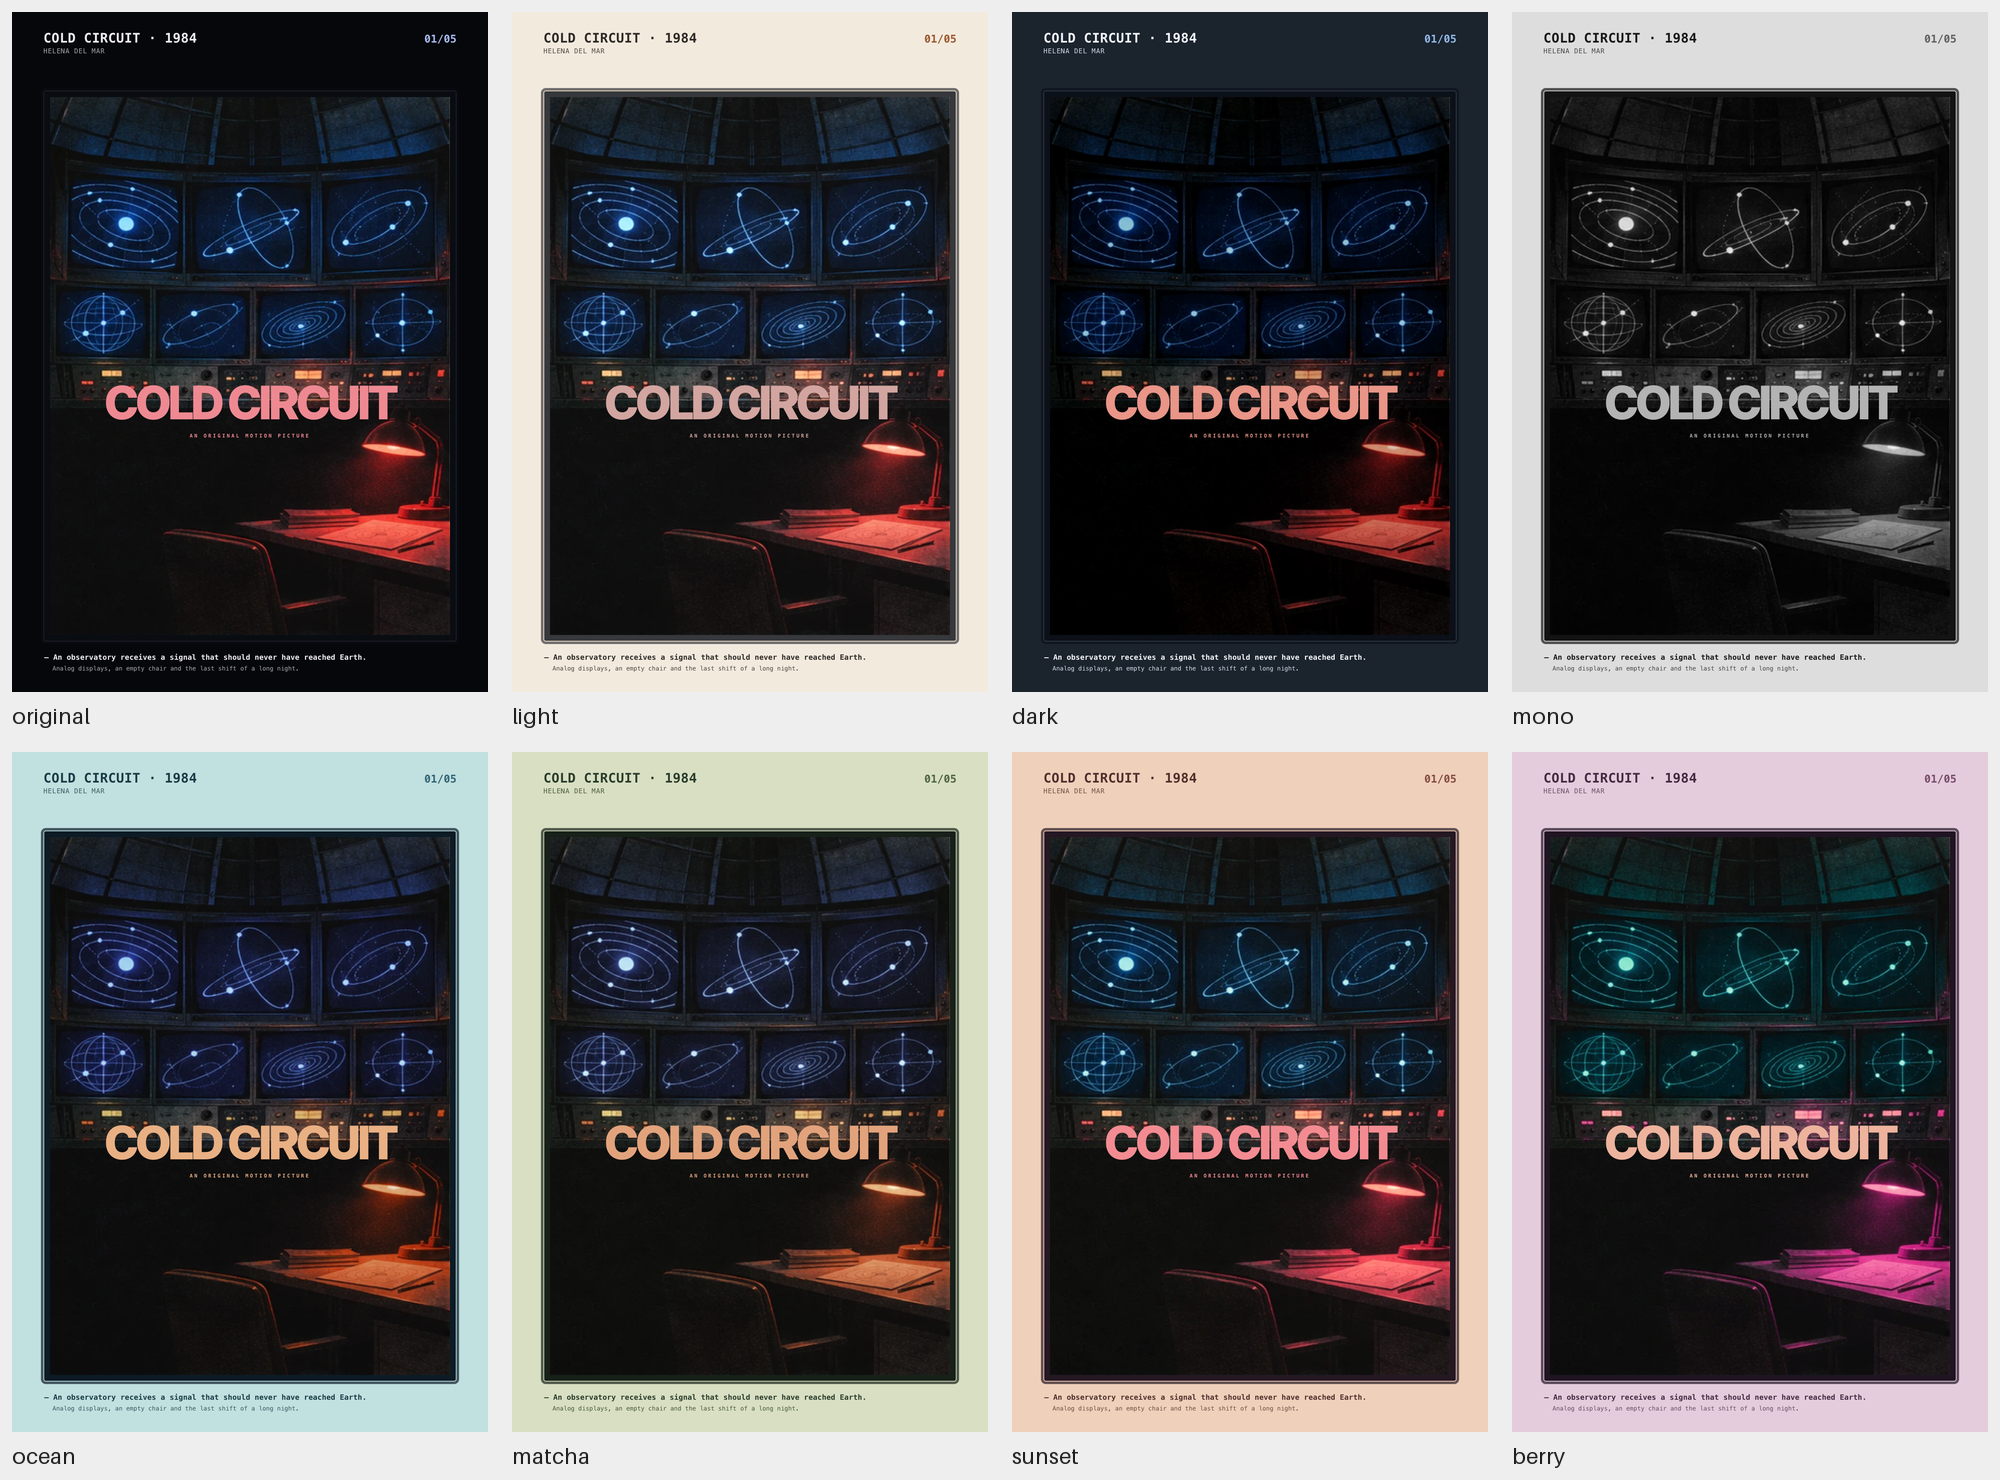 COLD CIRCUIT · 1984
HELENA DEL MAR
01/05
COLD CIRCUIT
AN ORIGINAL MOTION PICTURE
— An observatory receives a signal that should never have reached Earth.
Analog displays, an empty chair and the last shift of a long night.
original
COLD CIRCUIT · 1984
HELENA DEL MAR
01/05
COLD CIRCUIT
AN ORIGINAL MOTION PICTURE
— An observatory receives a signal that should never have reached Earth.
Analog displays, an empty chair and the last shift of a long night.
light
COLD CIRCUIT · 1984
HELENA DEL MAR
01/05
COLD CIRCUIT
AN ORIGINAL MOTION PICTURE
— An observatory receives a signal that should never have reached Earth.
Analog displays, an empty chair and the last shift of a long night.
dark
COLD CIRCUIT · 1984
HELENA DEL MAR
01/05
COLD CIRCUIT
AN ORIGINAL MOTION PICTURE
— An observatory receives a signal that should never have reached Earth.
Analog displays, an empty chair and the last shift of a long night.
mono
COLD CIRCUIT · 1984
HELENA DEL MAR
01/05
COLD CIRCUIT
AN ORIGINAL MOTION PICTURE
— An observatory receives a signal that should never have reached Earth.
Analog displays, an empty chair and the last shift of a long night.
ocean
COLD CIRCUIT · 1984
HELENA DEL MAR
01/05
COLD CIRCUIT
AN ORIGINAL MOTION PICTURE
— An observatory receives a signal that should never have reached Earth.
Analog displays, an empty chair and the last shift of a long night.
matcha
COLD CIRCUIT · 1984
HELENA DEL MAR
01/05
COLD CIRCUIT
AN ORIGINAL MOTION PICTURE
— An observatory receives a signal that should never have reached Earth.
Analog displays, an empty chair and the last shift of a long night.
sunset
COLD CIRCUIT · 1984
HELENA DEL MAR
01/05
COLD CIRCUIT
AN ORIGINAL MOTION PICTURE
— An observatory receives a signal that should never have reached Earth.
Analog displays, an empty chair and the last shift of a long night.
berry